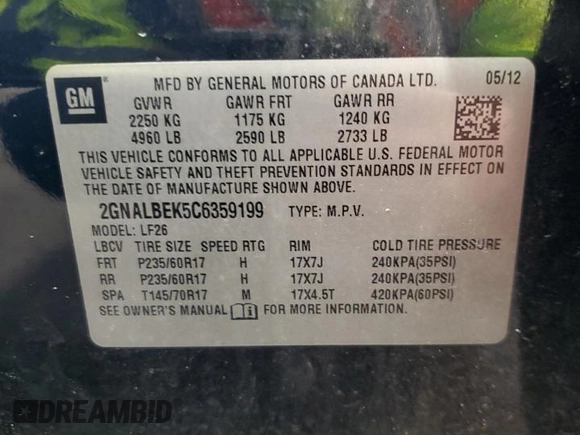 GM
MFD BY GENERAL MOTORS OF CANADA LTD. 05/12
GVWR GAWR FRT GAWR RR
2250 KG 1175 KG 1240 KG
4960 LB 2590 LB 2733 LB
THIS VEHICLE CONFORMS TO ALL APPLICABLE U.S. FEDERAL MOTOR
VEHICLE SAFETY AND THEFT PREVENTION STANDARDS IN EFFECT ON
THE DATE OF MANUFACTURE SHOWN ABOVE.
2GNALBEK5C6359199 TYPE: M.P.V.
MODEL: LF26
LBCV TIRE SIZE SPEED RTG RIM COLD TIRE PRESSURE
FRT P235/60R17 H 17X7J 240KPA(35PSI)
RR P235/60R17 H 17X7J 240KPA(35PSI)
SPA T145/70R17 M 17X4.5T 420KPA(60PSI)
SEE OWNER'S MANUAL FOR MORE INFORMATION.
DREAMBID